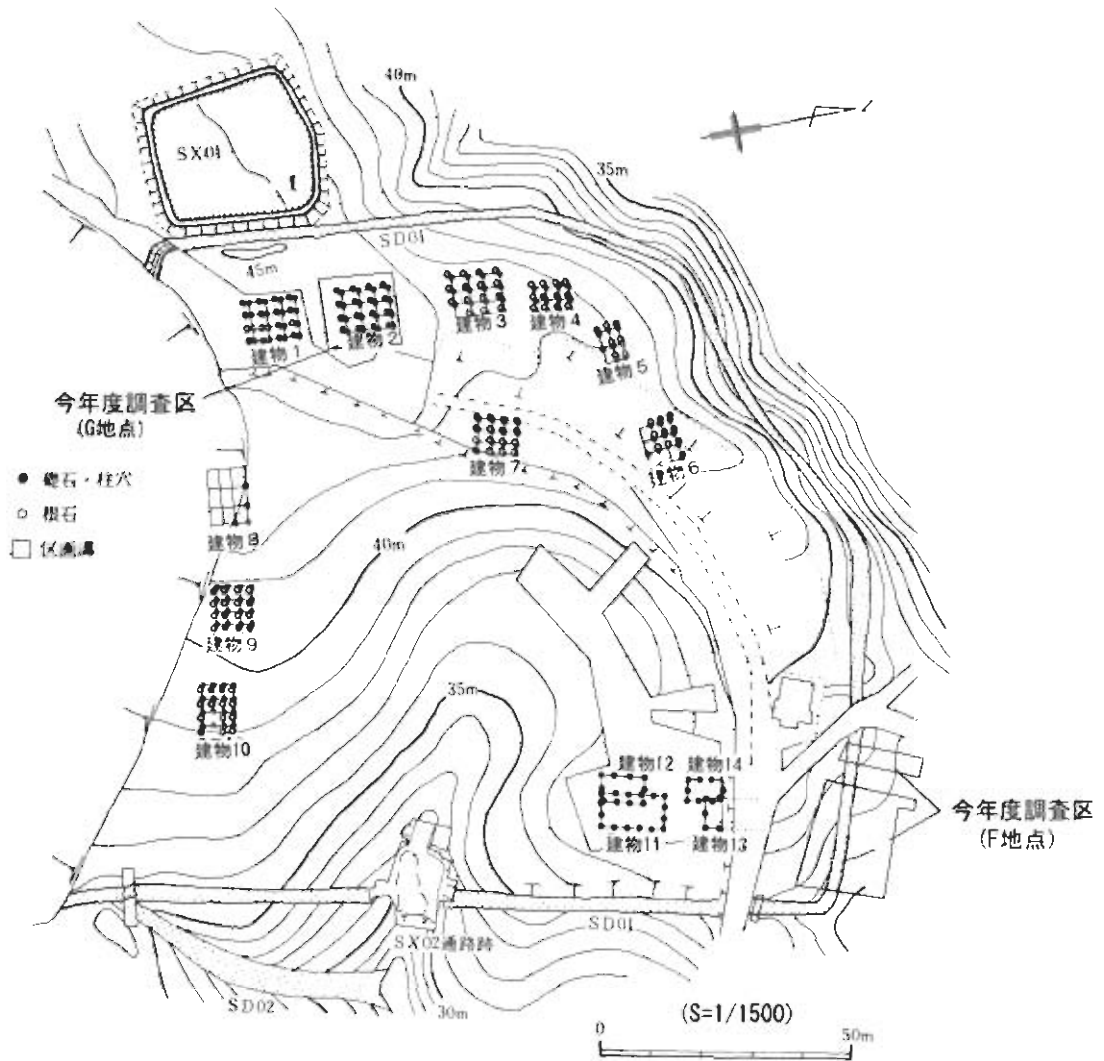 40m
SX01
35m
SD01
45m
建物1
建物2
建物3
建物4
建物5
今年度調査区
(G地点)
建物7
建物6
● 礎石・柱穴
○ 根石
□ 区画溝
建物8
40m
建物9
35m
建物10
建物12
建物14
建物11
建物13
今年度調査区
(F地点)
SD01
SX02通路跡
SD02
30m
(S=1/1500)
0
50m